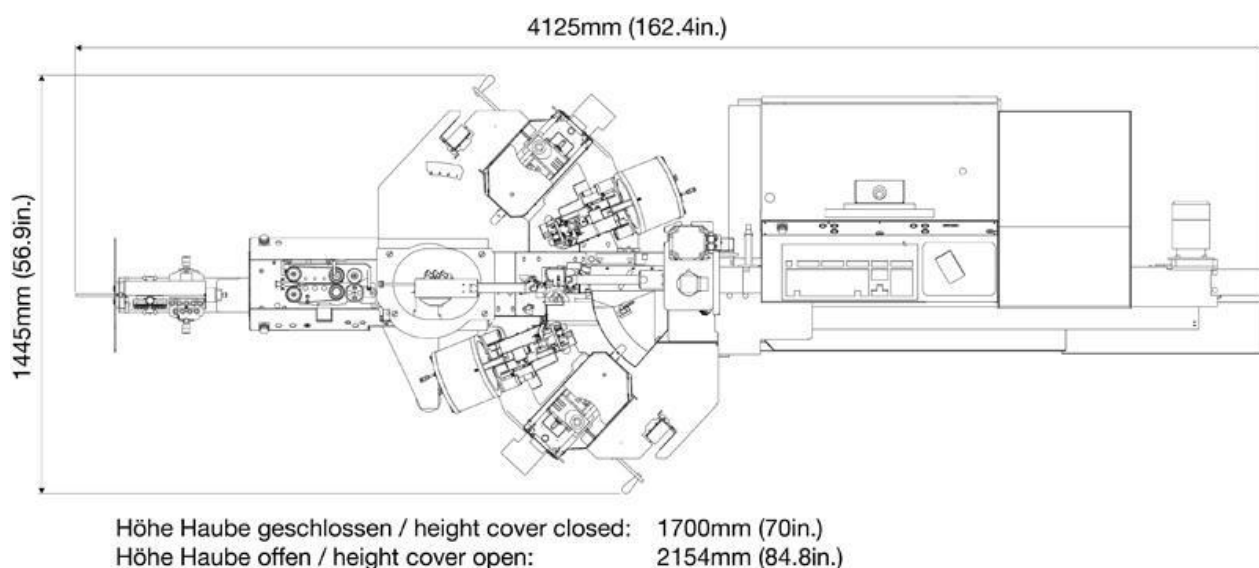 4125mm (162.4in.)
1445mm (56.9in.)
Höhe Haube geschlossen / height cover closed: 1700mm (70in.)
Höhe Haube offen / height cover open: 2154mm (84.8in.)